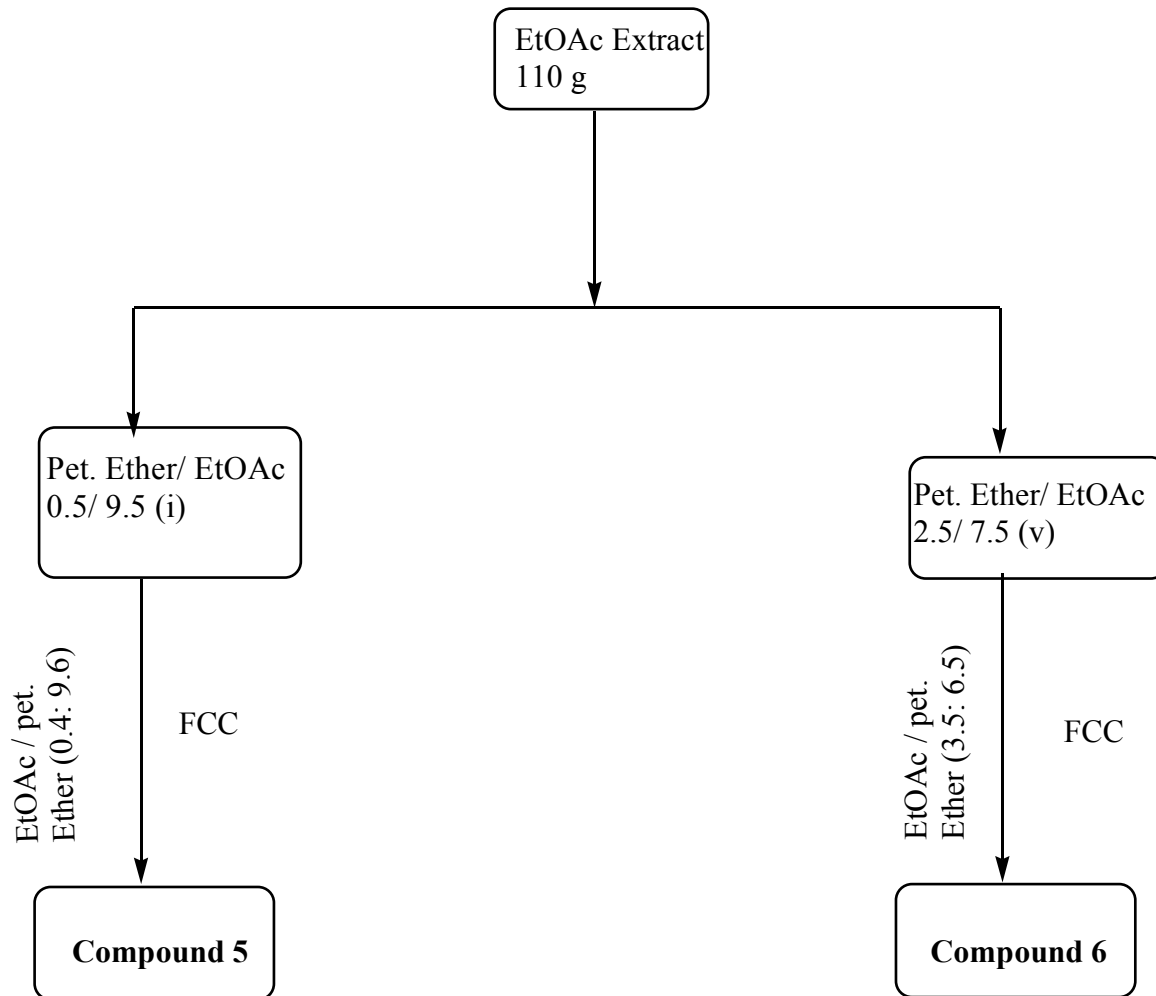 EtOAc Extract
110 g
Pet. Ether/ EtOAc
0.5/ 9.5 (i)
Pet. Ether/ EtOAc
2.5/ 7.5 (v)
EtOAc / pet.
Ether (0.4: 9.6)
FCC
EtOAc / pet.
Ether (3.5: 6.5)
FCC
Compound 5
Compound 6